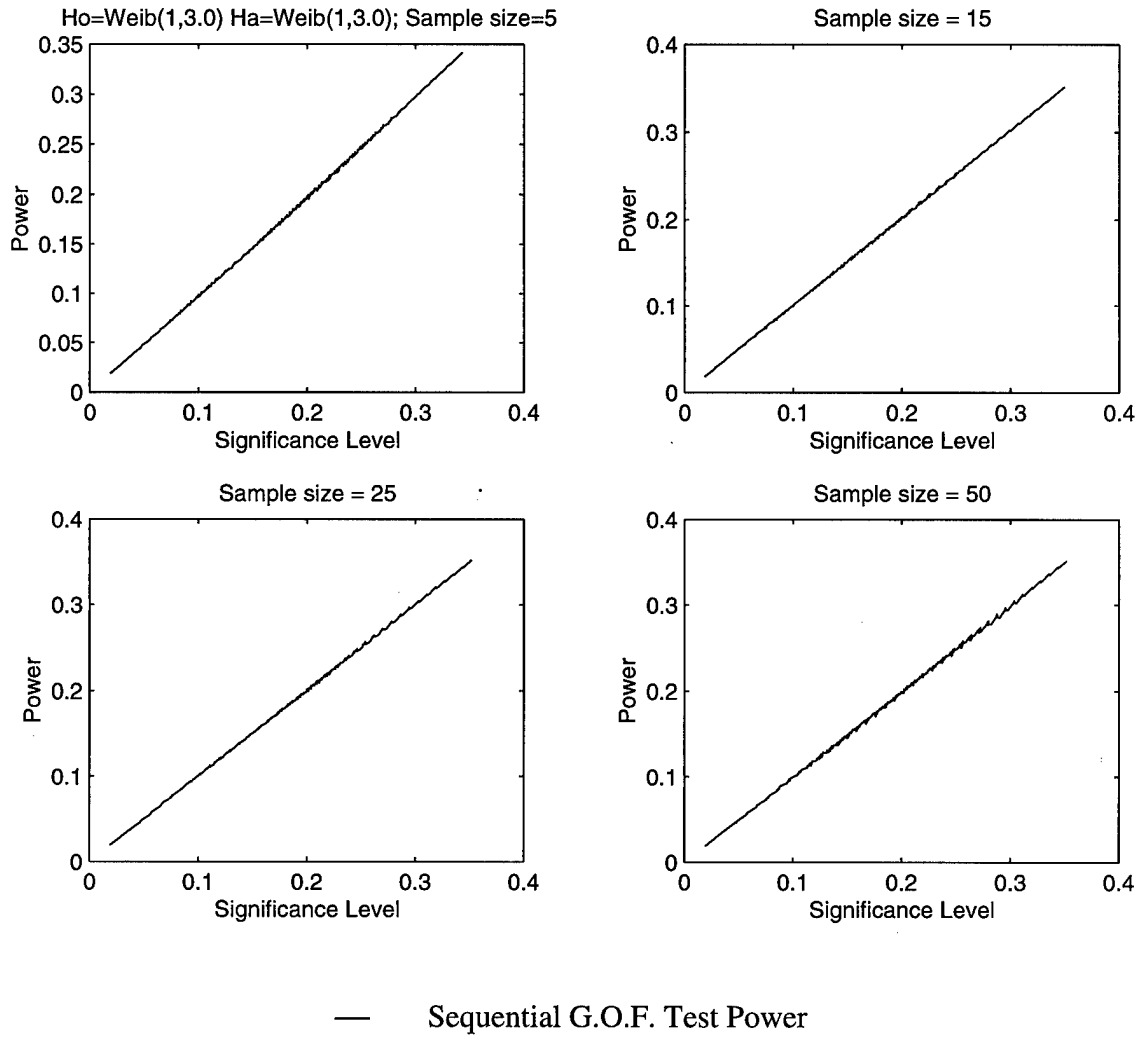 Ho=Weib(1,3.0) Ha=Weib(1,3.0); Sample size=5
0.35
0.3
0.25
0.2
0.15
0.1
0.05
0
Power
0 0.1 0.2 0.3 0.4
Significance Level
Sample size = 15
0.4
0.3
0.2
0.1
0
Power
0 0.1 0.2 0.3 0.4
Significance Level
Sample size = 25
0.4
0.3
0.2
0.1
0
Power
0 0.1 0.2 0.3 0.4
Significance Level
Sample size = 50
0.4
0.3
0.2
0.1
0
Power
0 0.1 0.2 0.3 0.4
Significance Level
Sequential G.O.F. Test Power